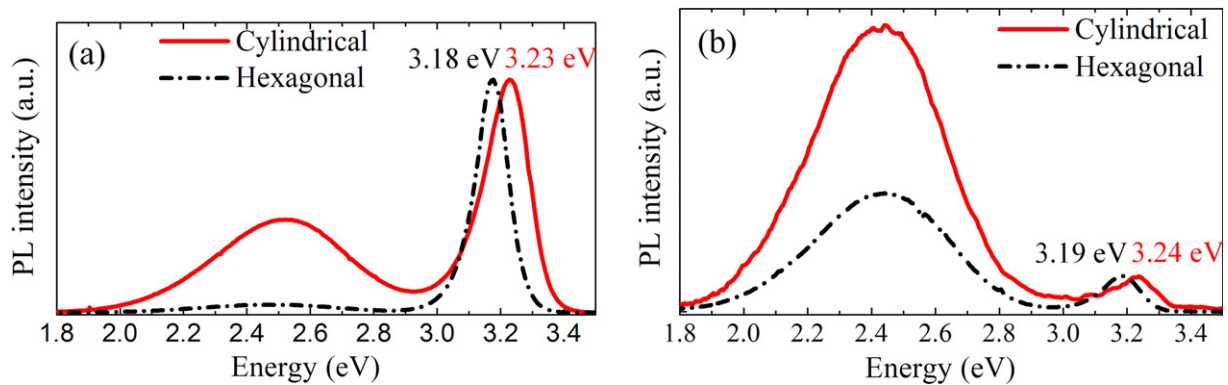 (a)
Cylindrical
Hexagonal
3.18 eV 3.23 eV
PL intensity (a.u.)
1.8 2.0 2.2 2.4 2.6 2.8 3.0 3.2 3.4
Energy (eV)
(b)
Cylindrical
Hexagonal
3.19 eV 3.24 eV
PL intensity (a.u.)
1.8 2.0 2.2 2.4 2.6 2.8 3.0 3.2 3.4
Energy (eV)